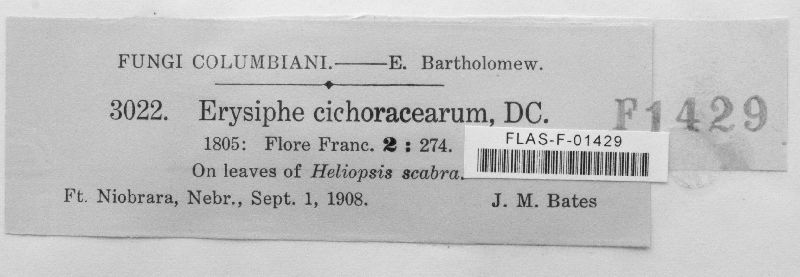 FUNGI COLUMBIANI.——E. Bartholomew.
3022. Erysiphe cichoracearum, DC.
F1429
1805: Flore Franc. 2 : 274.
FLAS-F-01429
On leaves of Heliopsis scabra.
Ft. Niobrara, Nebr., Sept. 1, 1908. J. M. Bates